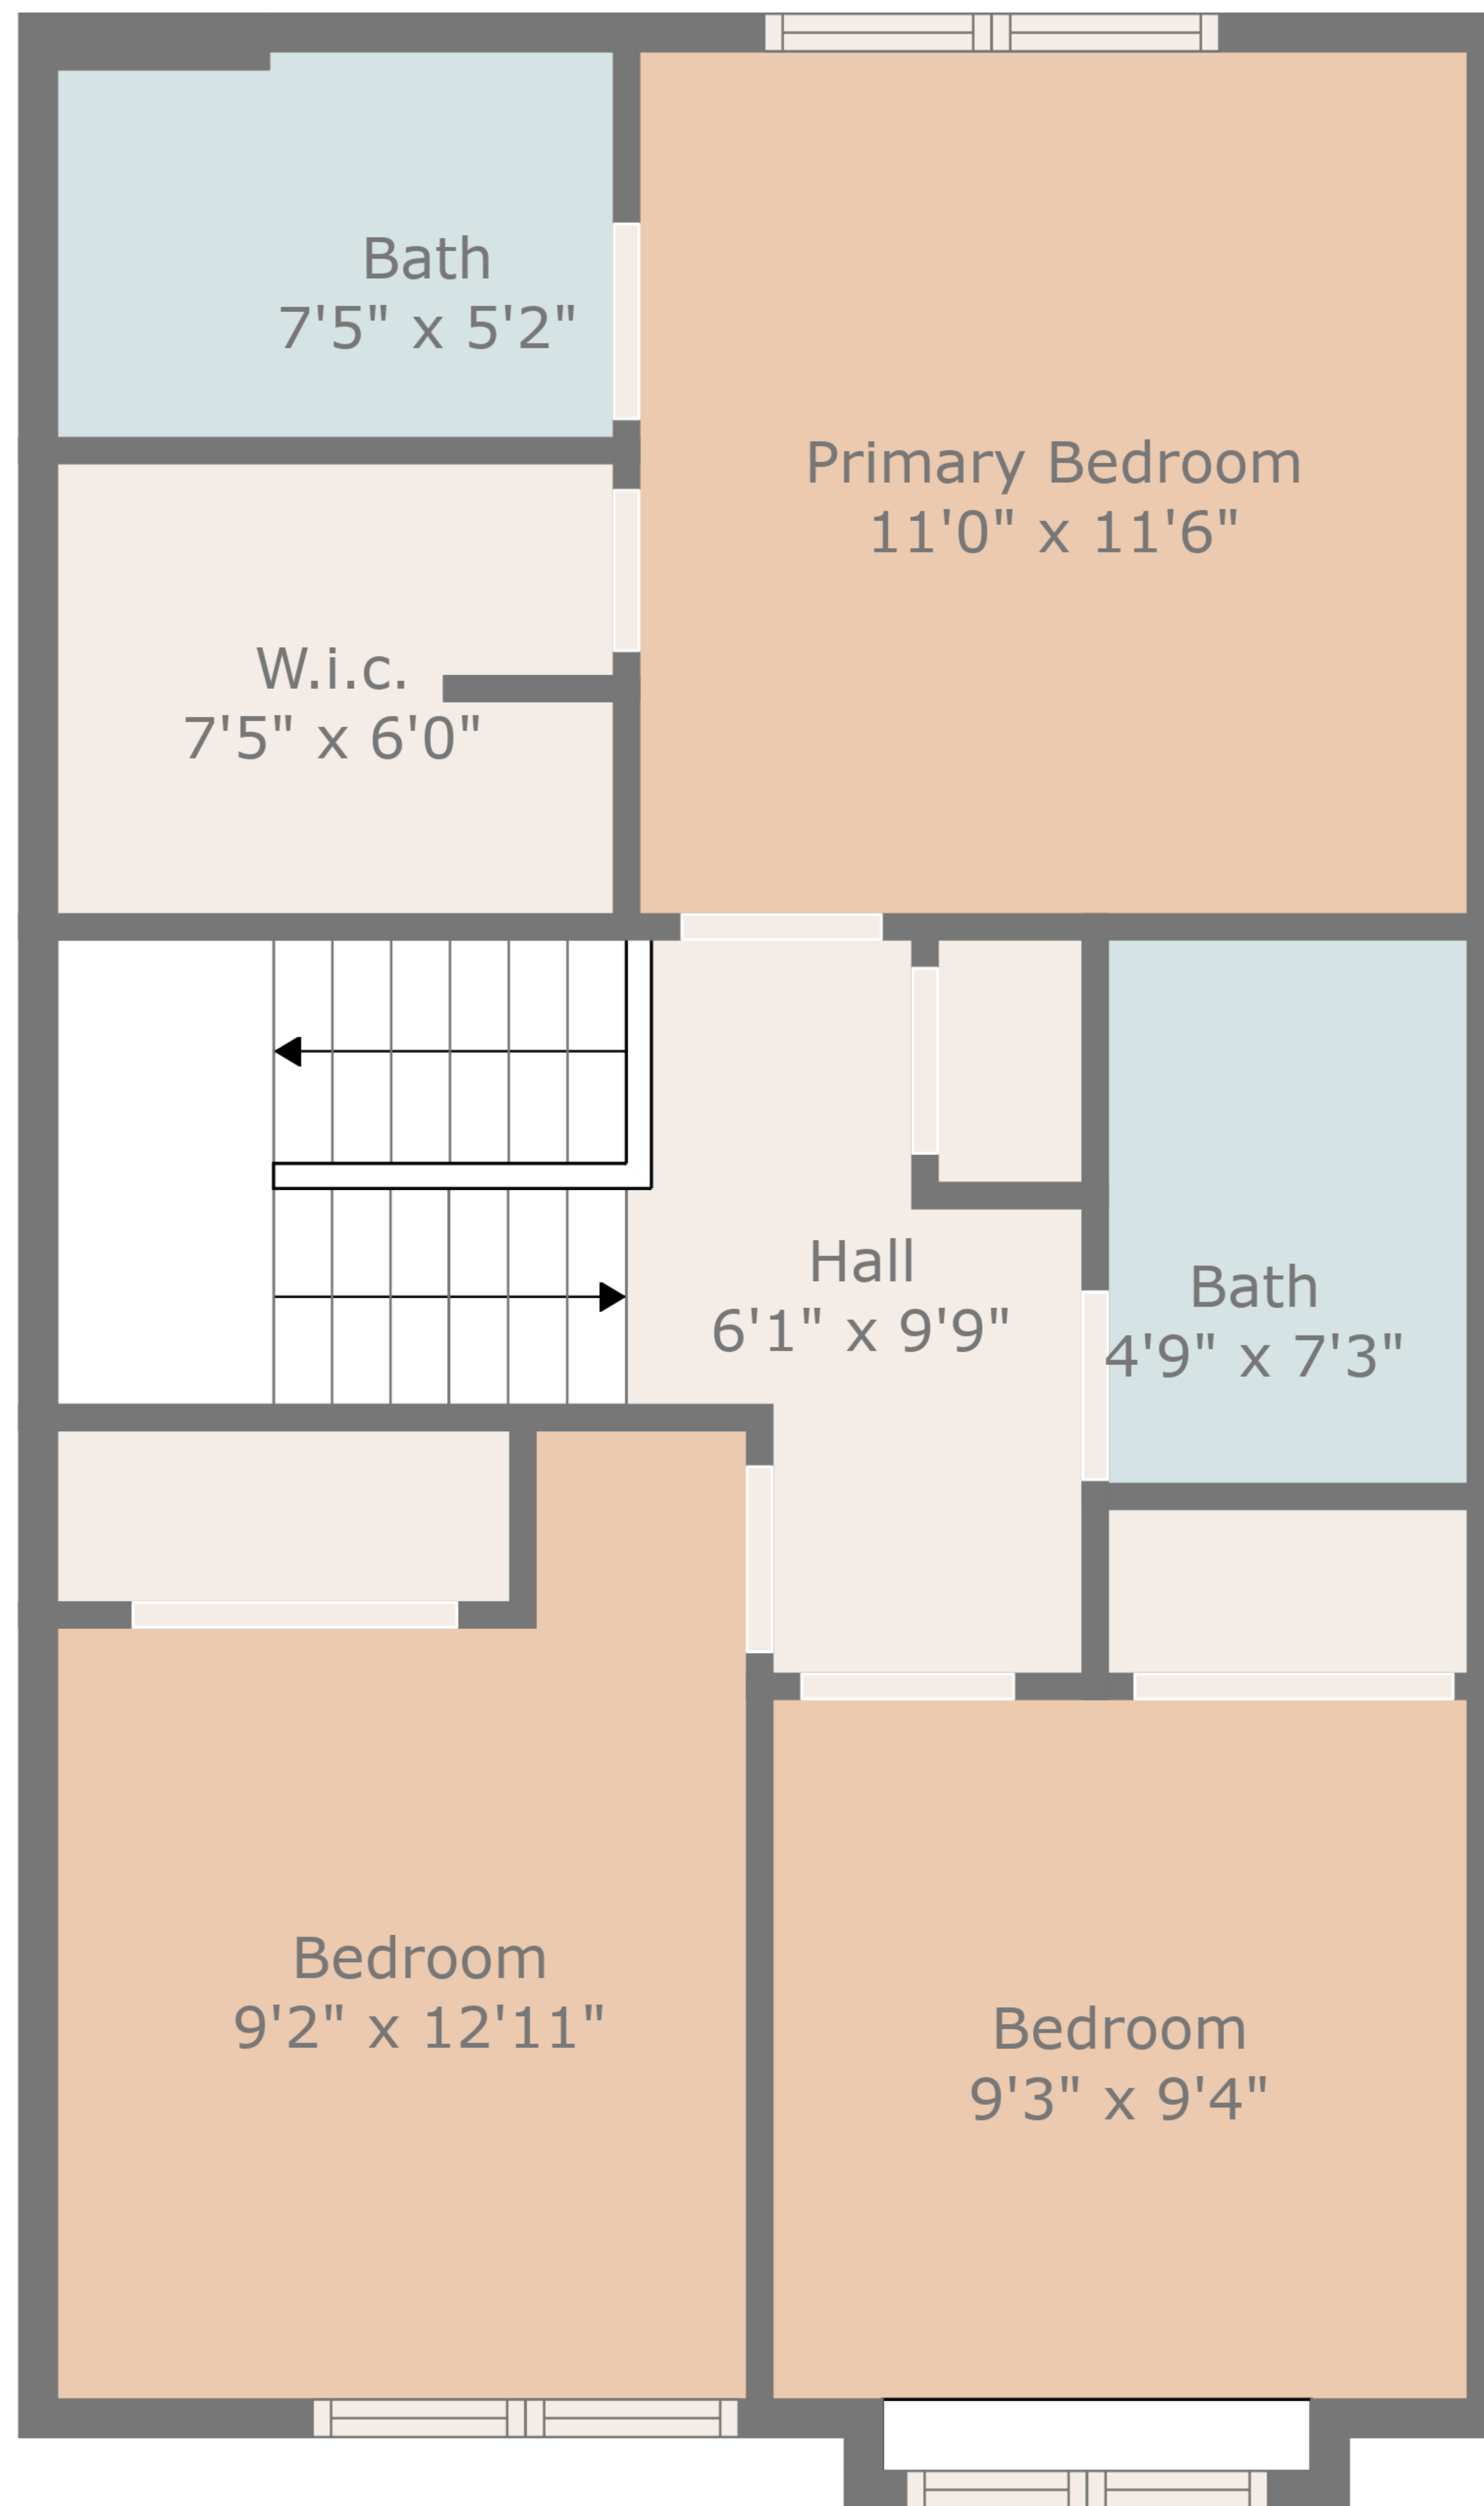 Bath
7'5" x 5'2"
Primary Bedroom
11'0" x 11'6"
W.i.c.
7'5" x 6'0"
Hall
6'1" x 9'9"
Bath
4'9" x 7'3"
Bedroom
9'2" x 12'11"
Bedroom
9'3" x 9'4"